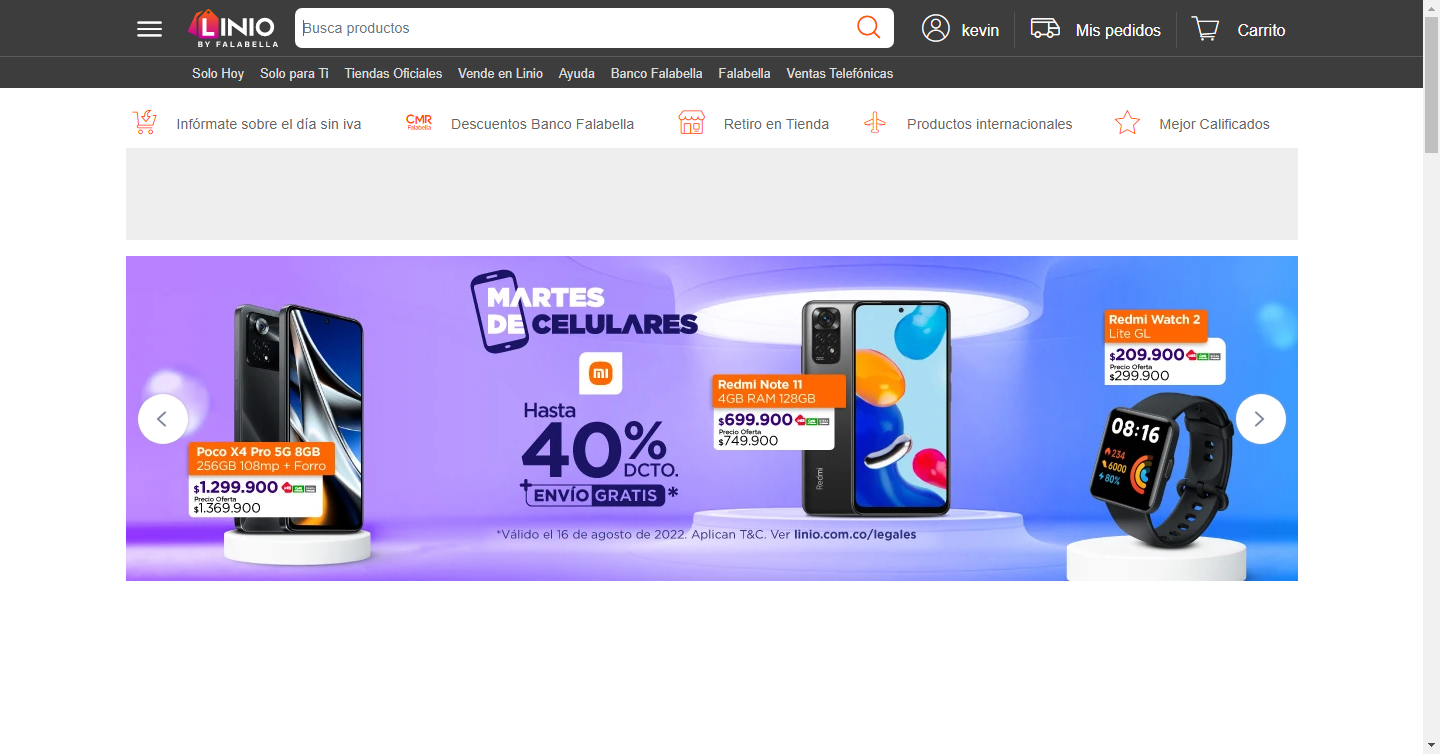 LINIO
BY FALABELLA
Busca productos
kevin
Mis pedidos
Carrito
Solo Hoy
Solo para Ti
Tiendas Oficiales
Vende en Linio
Ayuda
Banco Falabella
Falabella
Ventas Telefónicas
Infórmate sobre el día sin iva
CMR
Falabella
Descuentos Banco Falabella
Retiro en Tienda
Productos internacionales
Mejor Calificados
MARTES
DE CELULARES
mi
Hasta
40%
DCTO.
+ ENVÍO GRATIS *
*Válido el 16 de agosto de 2022. Aplican T&C. Ver linio.com.co/legales
Poco X4 Pro 5G 8GB
256GB 108mp + Forro
$1.299.900
Precio Oferta
$1.369.900
Redmi Note 11
4GB RAM 128GB
$699.900
Precio Oferta
$749.900
Redmi
Redmi Watch 2
Lite GL
$209.900
Precio Oferta
$299.900
08:16
234
6000
80%